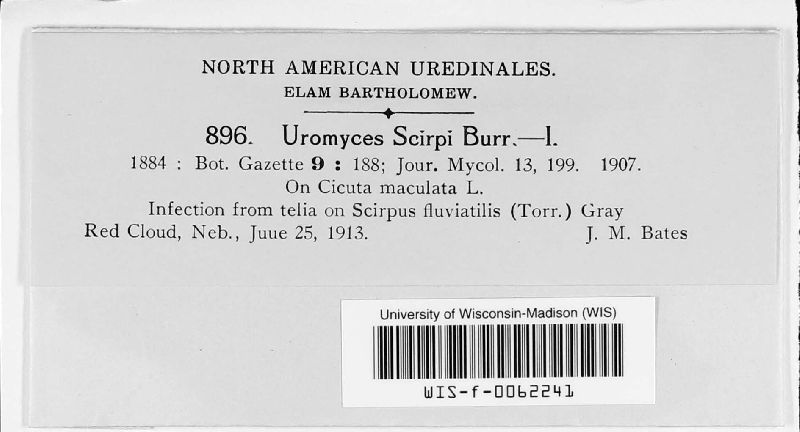 NORTH AMERICAN UREDINALES.
ELAM BARTHOLOMEW.
896. Uromyces Scirpi Burr.—I.
1884 : Bot. Gazette 9 : 188; Jour. Mycol. 13, 199. 1907.
On Cicuta maculata L.
Infection from telia on Scirpus fluviatilis (Torr.) Gray
Red Cloud, Neb., Juue 25, 1913. J. M. Bates
University of Wisconsin-Madison (WIS)
WIS-f-0062241